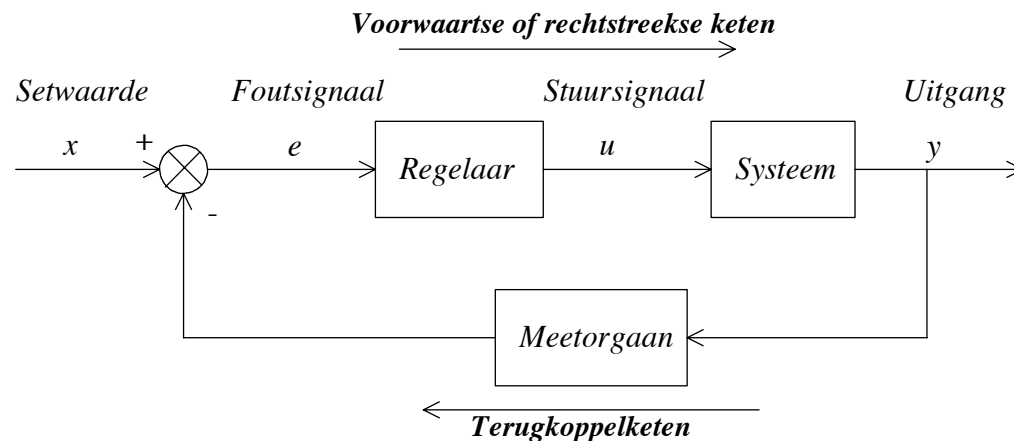 Voorwaartse of rechtstreekse keten
Setwaarde Foutsignaal Stuursignaal Uitgang
x + e Regelaar u Systeem y
-
Meetorgaan
Terugkoppelketen